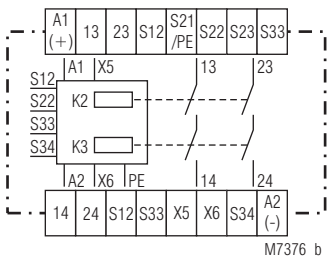 A1 (+) 13 23 S12 S21 /PE S22 S23 S33
A1 X5 13 23
S12
S22
S33
S34
K2
K3
A2 X6 PE 14 24
14 24 S12 S33 X5 X6 S34 A2 (-)
M7376 b